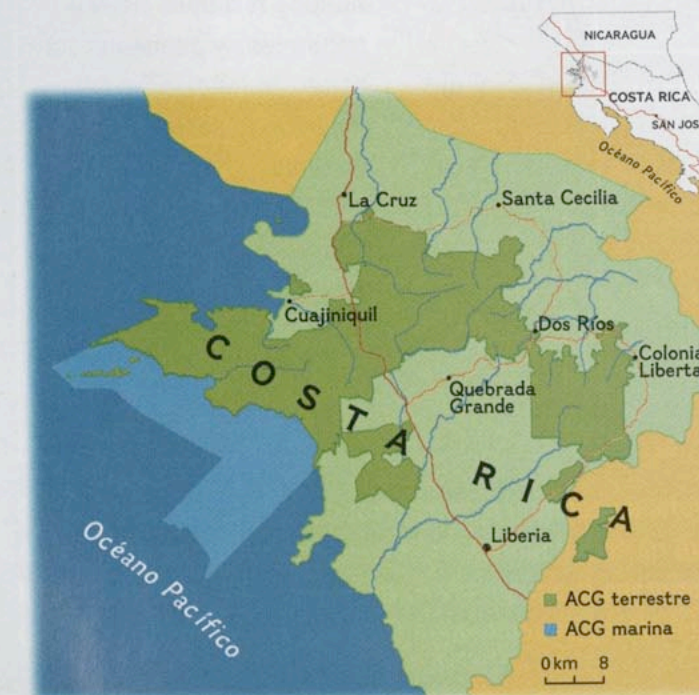 NICARAGUA
COSTA RICA
SAN JOS
Océano Pacífico
La Cruz
Santa Cecilia
Cuajiniquil
Dos Ríos
Colonia
Liberta
Quebrada
Grande
COSTA RICA
Liberia
Océano Pacífico
ACG terrestre
ACG marina
0 km 8